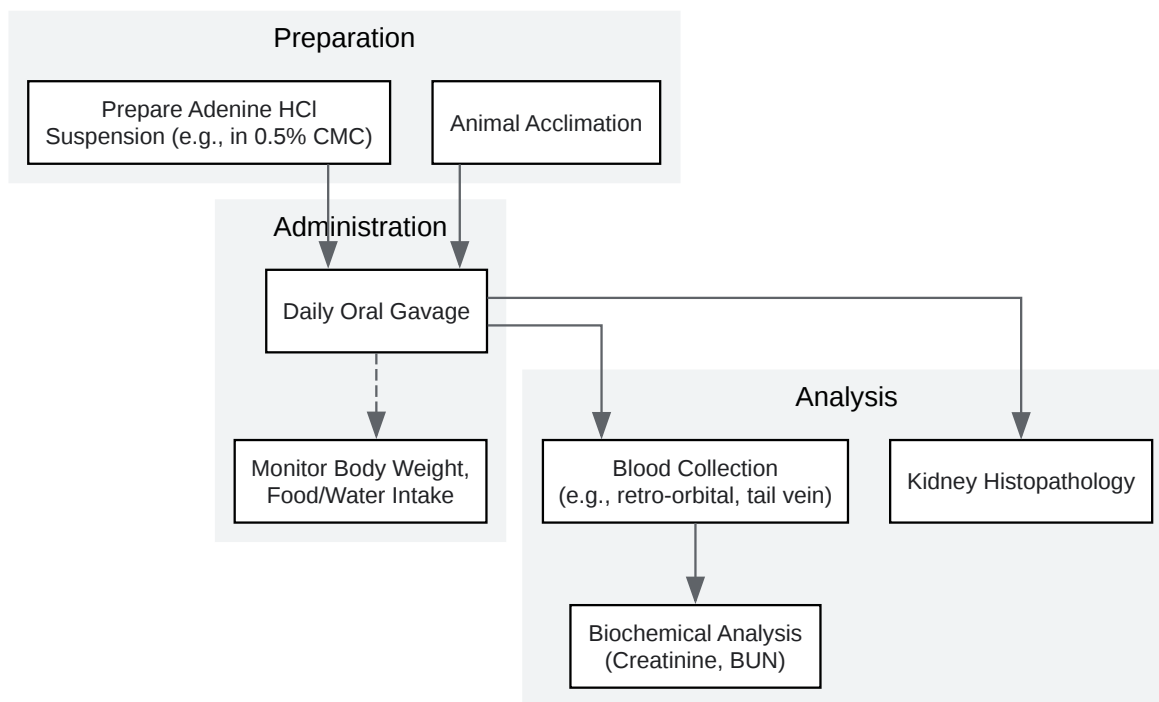 Preparation
Prepare Adenine HCl
Suspension (e.g., in 0.5% CMC)
Animal Acclimation
Administration
Daily Oral Gavage
Monitor Body Weight,
Food/Water Intake
Analysis
Blood Collection
(e.g., retro-orbital, tail vein)
Kidney Histopathology
Biochemical Analysis
(Creatinine, BUN)